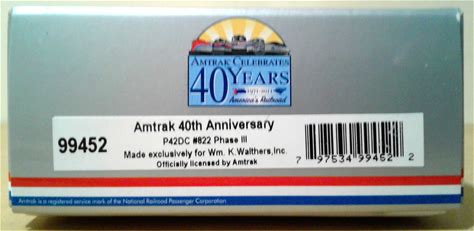 AMTRAK CELEBRATES
40 YEARS
1971-2011
America's Railroad
99452
Amtrak 40th Anniversary
P42DC #822 Phase III
Made exclusively for Wm. K.Walthers,Inc.
Officially licensed by Amtrak
7 97534 99452 2
Amtrak is a registered service mark of the National Railroad Passenger Corporation